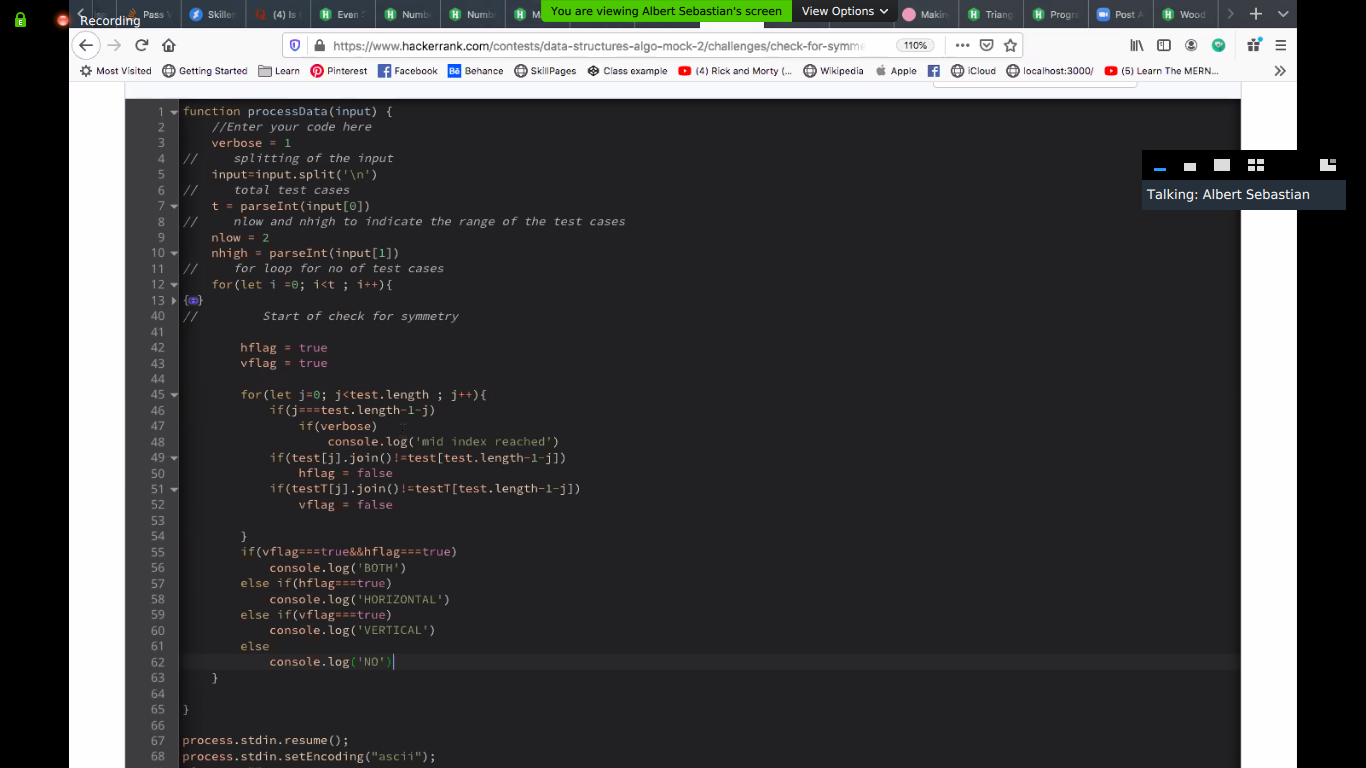 Recording
Pass
Skiller
(4) Is
Even
Numb
Numb
M
You are viewing Albert Sebastian's screen
View Options
Makin
Triang
Progra
Post A
Wood
https://www.hackerrank.com/contests/data-structures-algo-mock-2/challenges/check-for-symme
110%
Most Visited
Getting Started
Learn
Pinterest
Facebook
Behance
SkillPages
Class example
(4) Rick and Morty (...
Wikipedia
Apple
iCloud
localhost:3000/
(5) Learn The MERN...
Talking: Albert Sebastian
1 function processData(input) {
2 //Enter your code here
3 verbose = 1
4 // splitting of the input
5 input=input.split('\n')
6 // total test cases
7 t = parseInt(input[0])
8 // nlow and nhigh to indicate the range of the test cases
9 nlow = 2
10 nhigh = parseInt(input[1])
11 // for loop for no of test cases
12 for(let i =0; i<t ; i++){
13 {↔}
40 // Start of check for symmetry
41
42 hflag = true
43 vflag = true
44
45 for(let j=0; j<test.length ; j++){
46 if(j===test.length-1-j)
47 if(verbose)
48 console.log('mid index reached')
49 if(test[j].join()!=test[test.length-1-j])
50 hflag = false
51 if(testT[j].join()!=testT[test.length-1-j])
52 vflag = false
53
54 }
55 if(vflag===true&&hflag===true)
56 console.log('BOTH')
57 else if(hflag===true)
58 console.log('HORIZONTAL')
59 else if(vflag===true)
60 console.log('VERTICAL')
61 else
62 console.log('NO')
63 }
64
65 }
66
67 process.stdin.resume();
68 process.stdin.setEncoding("ascii");